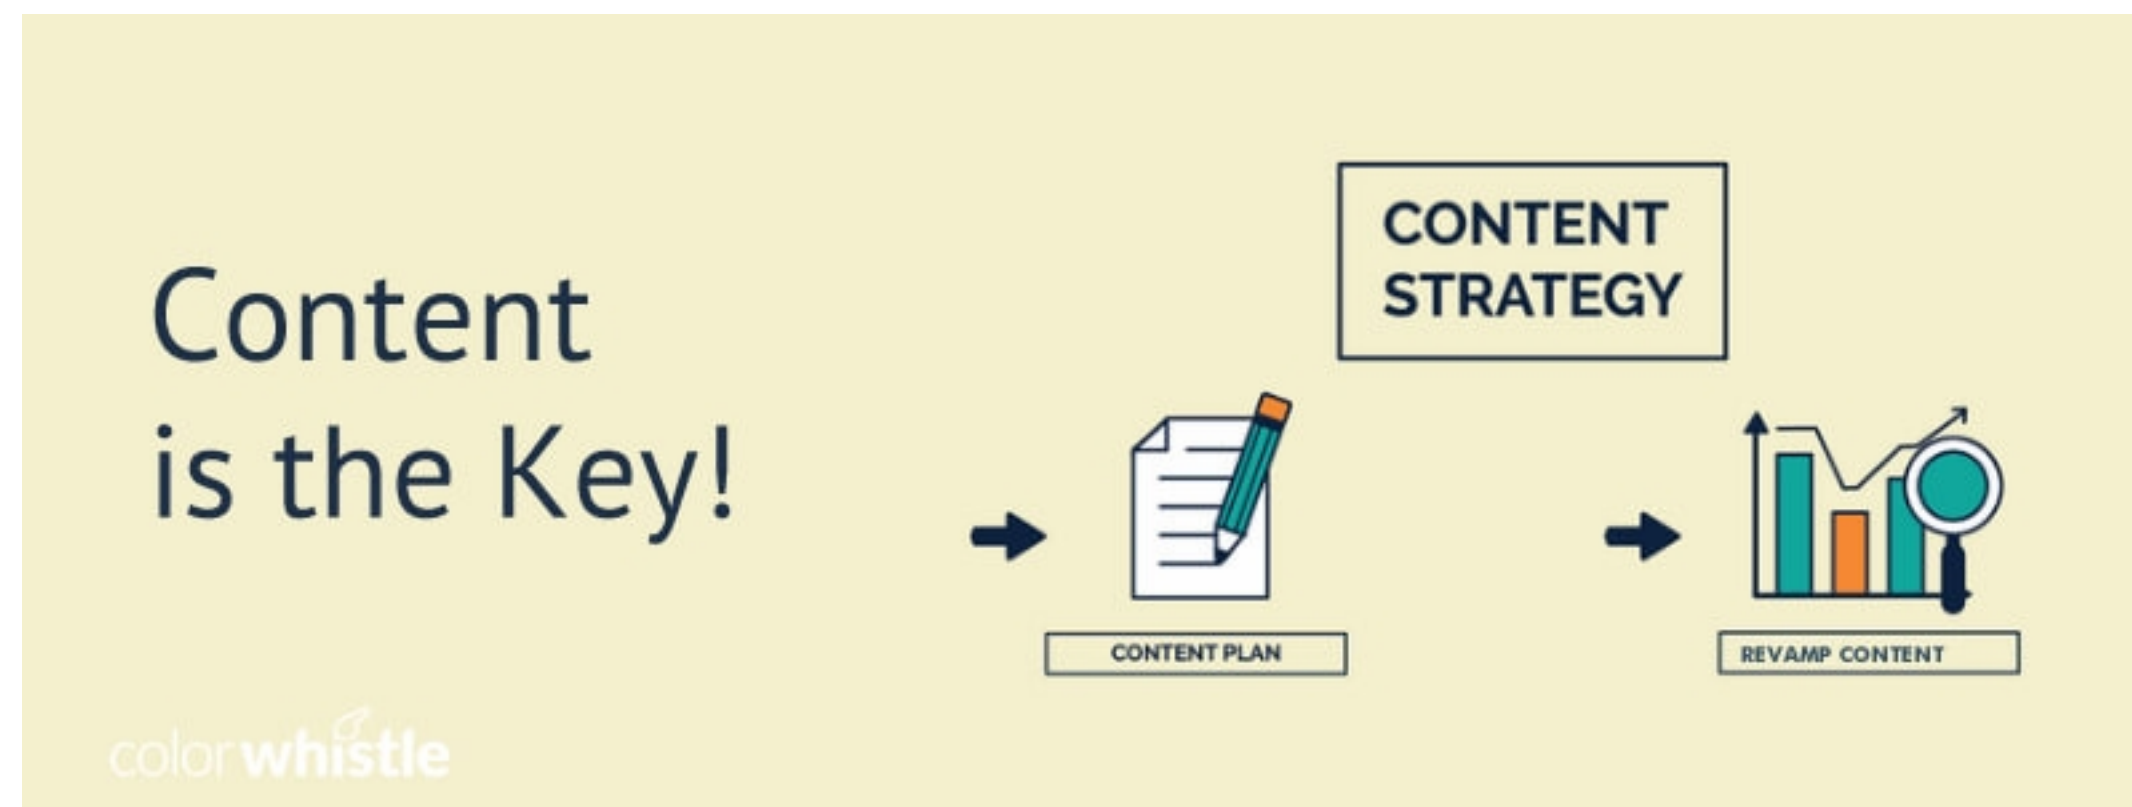 Content
is the Key!
CONTENT
STRATEGY
CONTENT PLAN
REVAMP CONTENT
colorwhistle